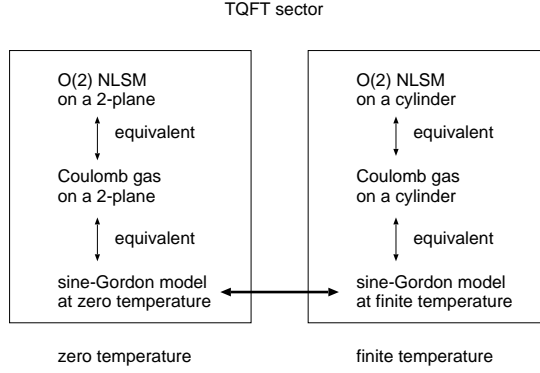 TQFT sector
O(2) NLSM
on a 2-plane
equivalent
Coulomb gas
on a 2-plane
equivalent
sine-Gordon model
at zero temperature
zero temperature
O(2) NLSM
on a cylinder
equivalent
Coulomb gas
on a cylinder
equivalent
sine-Gordon model
at finite temperature
finite temperature